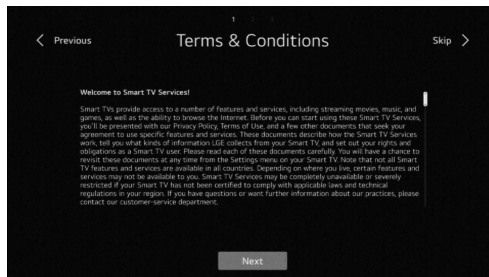 1 2 3
Previous
Terms & Conditions
Skip
Welcome to Smart TV Services!
Smart TVs provide access to a number of features and services, including streaming movies, music, and
games, as well as the ability to browse the Internet. Before you can start using these Smart TV Services,
you'll be presented with our Privacy Policy, Terms of Use, and a few other documents that seek your
agreement to use specific features and services. These documents describe how the Smart TV Services
work, tell you what kinds of information LGE collects from your Smart TV, and set out your rights and
obligations as a Smart TV user. Please read each of these documents carefully. You will have a chance to
revisit these documents at any time from the Settings menu on your Smart TV. Note that not all Smart
TV features and services are available in all countries. Depending on where you live, certain features and
services may not be available to you. Smart TV Services may be completely unavailable or severely
restricted if your Smart TV has not been certified to comply with applicable laws and technical
regulations in your region. If you have questions or want further information about our practices, please
contact our customer-service department.
Next